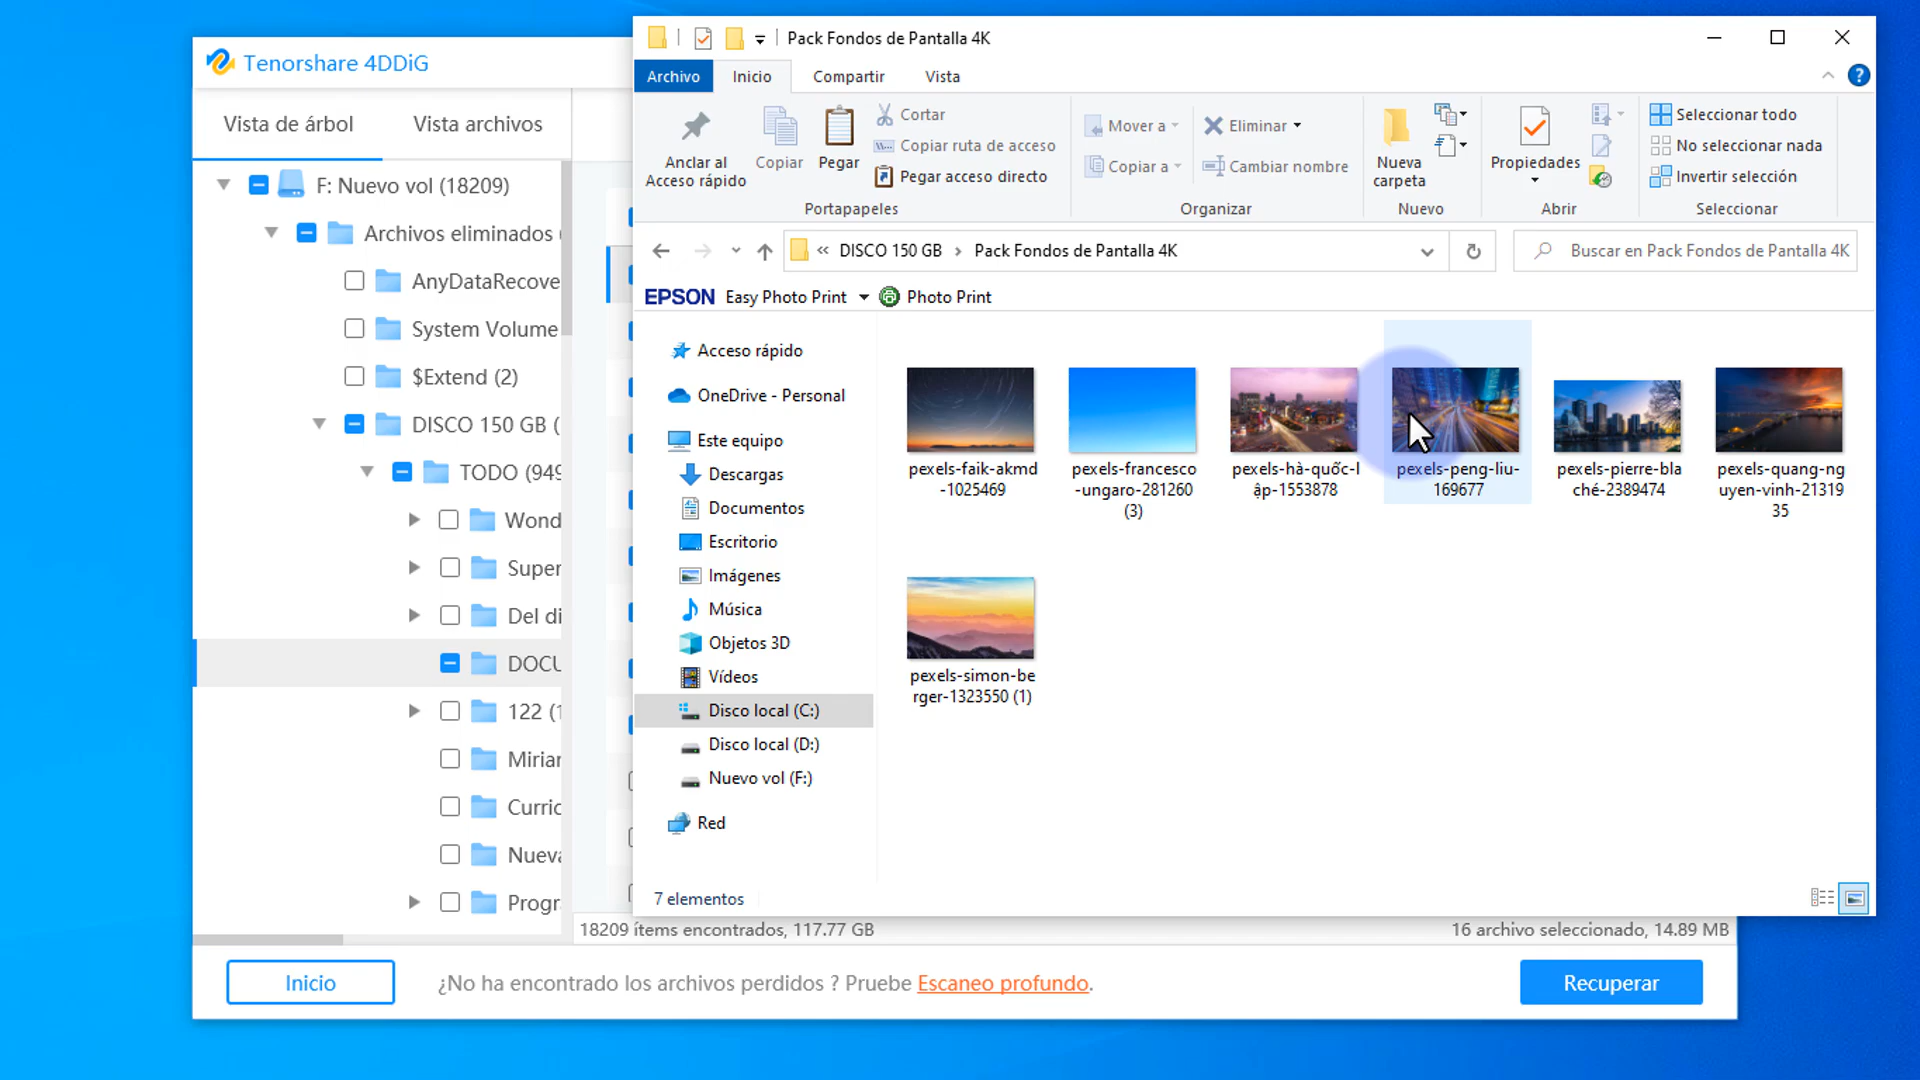 Tenorshare 4DDiG
Vista de árbol
Vista archivos
F: Nuevo vol (18209)
Archivos eliminados
AnyDataRecove
System Volume
$Extend (2)
DISCO 150 GB (
TODO (949
Wond
Super
Del di
DOCU
122 (1
Mirian
Curric
Nueva
Progr
18209 ítems encontrados, 117.77 GB
16 archivo seleccionado, 14.89 MB
Inicio
¿No ha encontrado los archivos perdidos ? Pruebe Escaneo profundo.
Recuperar
Pack Fondos de Pantalla 4K
Archivo
Inicio
Compartir
Vista
Anclar al
Acceso rápido
Copiar
Pegar
Cortar
Copiar ruta de acceso
Pegar acceso directo
Portapapeles
Mover a
Copiar a
Eliminar
Cambiar nombre
Organizar
Nueva
carpeta
Nuevo
Propiedades
Abrir
Seleccionar todo
No seleccionar nada
Invertir selección
Seleccionar
« DISCO 150 GB > Pack Fondos de Pantalla 4K
Buscar en Pack Fondos de Pantalla 4K
EPSON Easy Photo Print
Photo Print
Acceso rápido
OneDrive - Personal
Este equipo
Descargas
Documentos
Escritorio
Imágenes
Música
Objetos 3D
Vídeos
Disco local (C:)
Disco local (D:)
Nuevo vol (F:)
Red
pexels-faik-akmd
-1025469
pexels-francesco
-ungaro-281260
(3)
pexels-hà-quốc-l
ập-1553878
pexels-peng-liu-
169677
pexels-pierre-bla
ché-2389474
pexels-quang-ng
uyen-vinh-21319
35
pexels-simon-be
rger-1323550 (1)
7 elementos